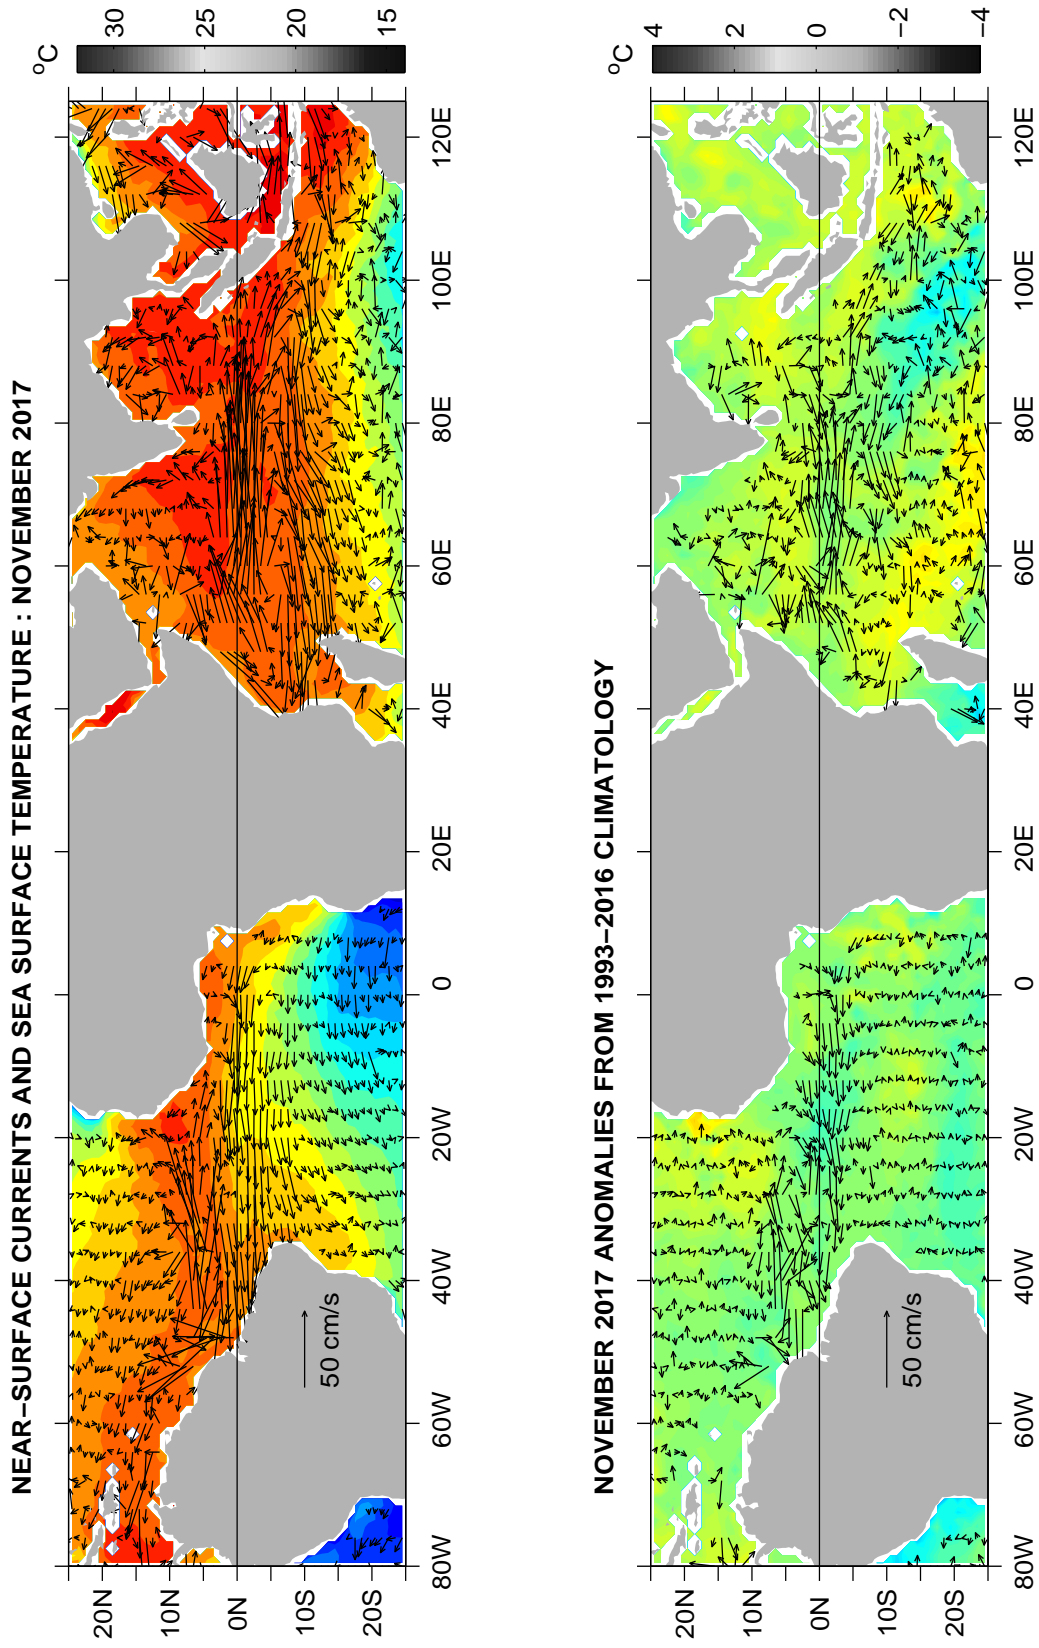 NEAR−SURFACE CURRENTS AND SEA SURFACE TEMPERATURE : NOVEMBER 2017
20N
10N
0N
10S
20S
80W 60W 40W 20W 0 20E 40E 60E 80E 100E 120E
50 cm/s
°C
30
25
20
15
NOVEMBER 2017 ANOMALIES FROM 1993−2016 CLIMATOLOGY
20N
10N
0N
10S
20S
80W 60W 40W 20W 0 20E 40E 60E 80E 100E 120E
50 cm/s
°C
4
2
0
−2
−4